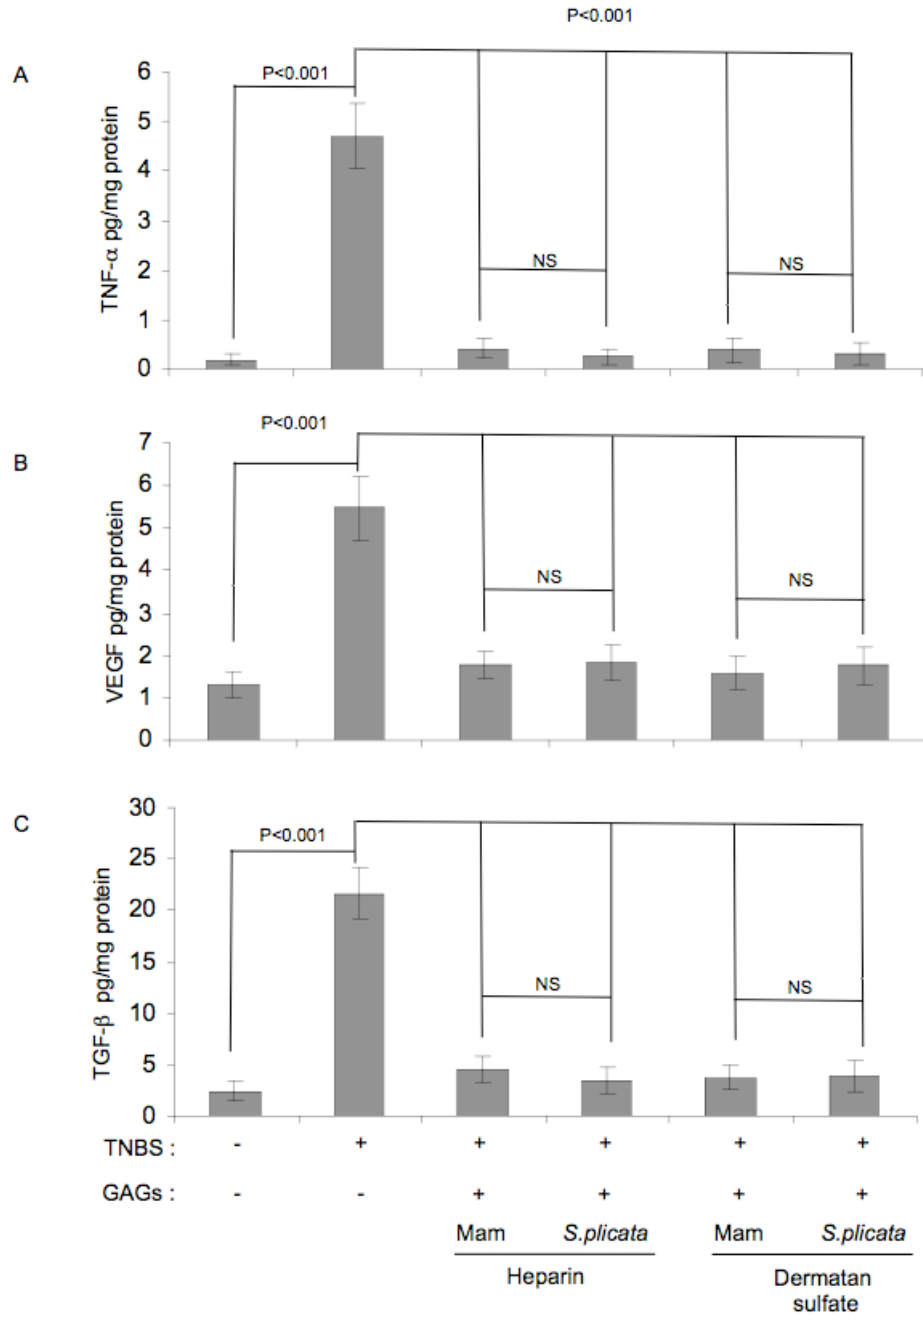 P<0.001
A
P<0.001
TNF-α pg/mg protein
6
5
4
3
2
1
0
NS
NS
P<0.001
B
VEGF pg/mg protein
7
6
5
4
3
2
1
0
NS
NS
C
P<0.001
TGF-β pg/mg protein
30
25
20
15
10
5
0
NS
NS
TNBS : - + + + + +
GAGs : - - + + + +
Mam S.plicata Mam S.plicata
Heparin Dermatan
sulfate